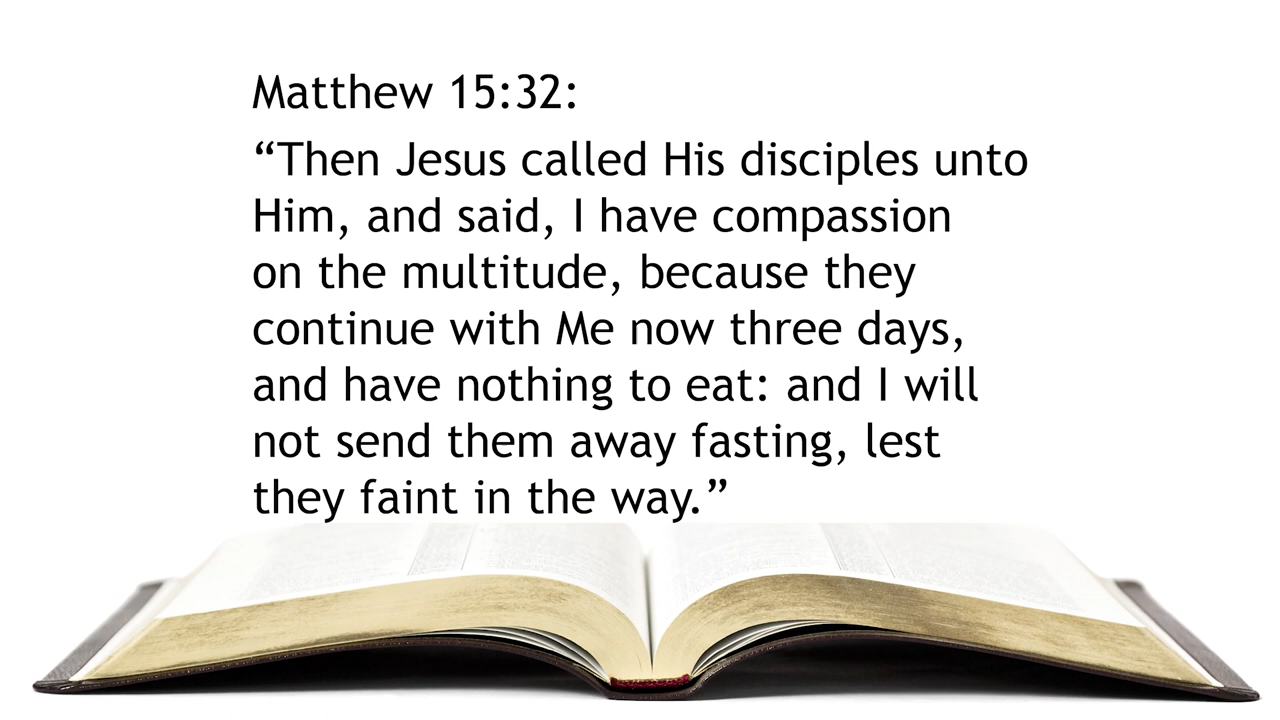 Matthew 15:32:
“Then Jesus called His disciples unto
Him, and said, I have compassion
on the multitude, because they
continue with Me now three days,
and have nothing to eat: and I will
not send them away fasting, lest
they faint in the way.”